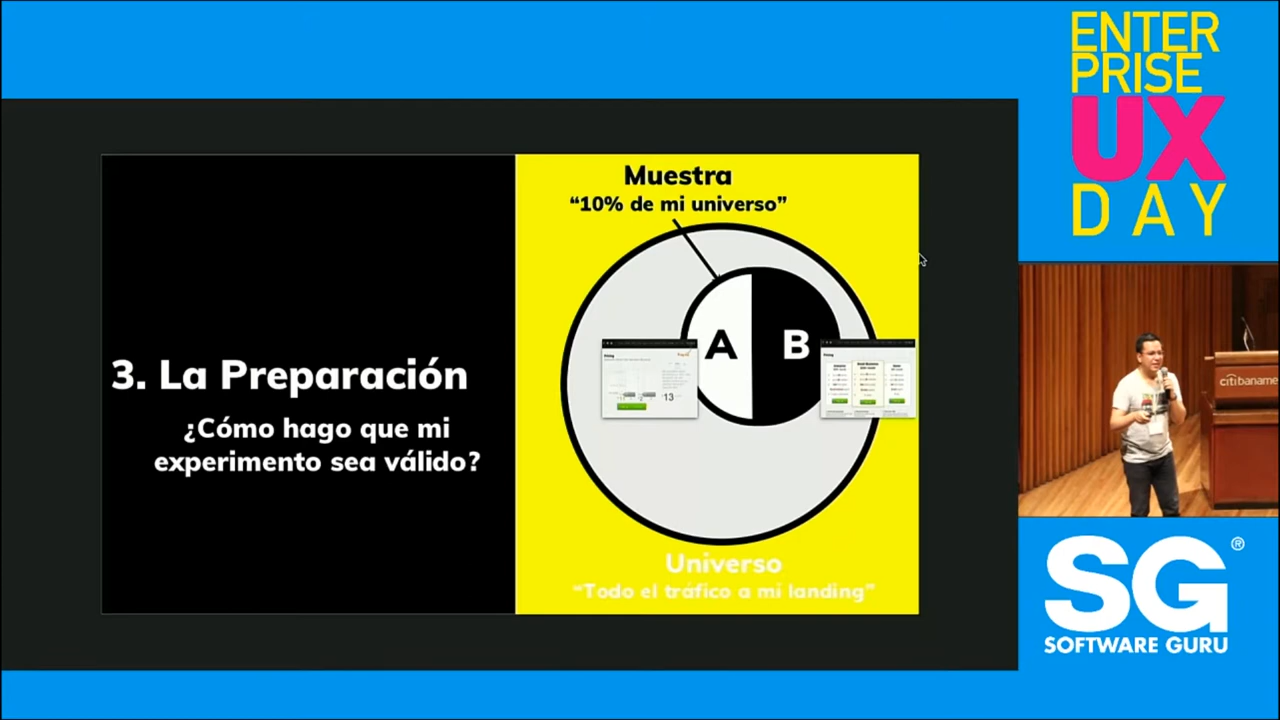 ENTER
PRISE
UX
DAY
Muestra
“10% de mi universo”
A B
3. La Preparación
¿Cómo hago que mi
experimento sea válido?
13
Universo
“Todo el tráfico a mi landing”
citibaname
SG®
SOFTWARE GURU